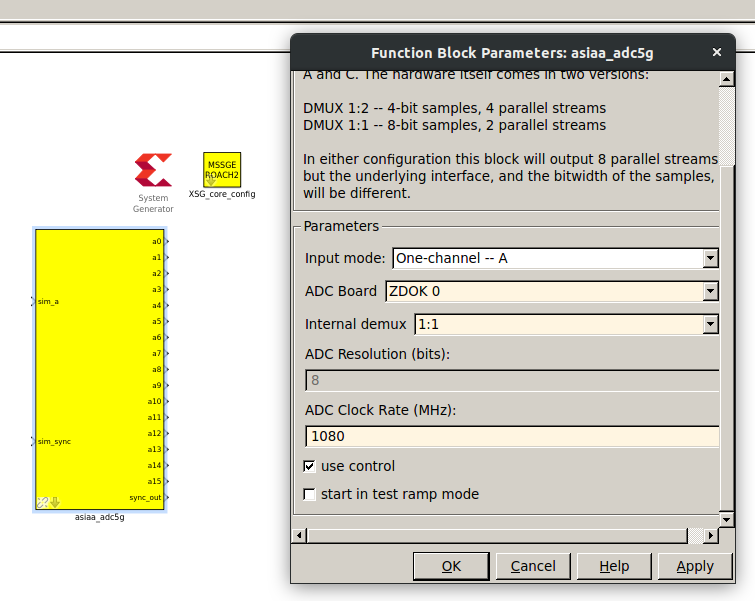 Function Block Parameters: asiaa_adc5g
A and C. The hardware itself comes in two versions:
DMUX 1:2 -- 4-bit samples, 4 parallel streams
DMUX 1:1 -- 8-bit samples, 2 parallel streams
In either configuration this block will output 8 parallel streams
but the underlying interface, and the bitwidth of the samples,
will be different.
Parameters
Input mode: One-channel -- A
ADC Board ZDOK 0
Internal demux 1:1
ADC Resolution (bits):
8
ADC Clock Rate (MHz):
1080
use control
start in test ramp mode
OK Cancel Help Apply
System
Generator
MSSGE
ROACH2
XSG_core_config
sim_a
sim_sync
a0
a1
a2
a3
a4
a5
a6
a7
a8
a9
a10
a11
a12
a13
a14
a15
sync_out
asiaa_adc5g